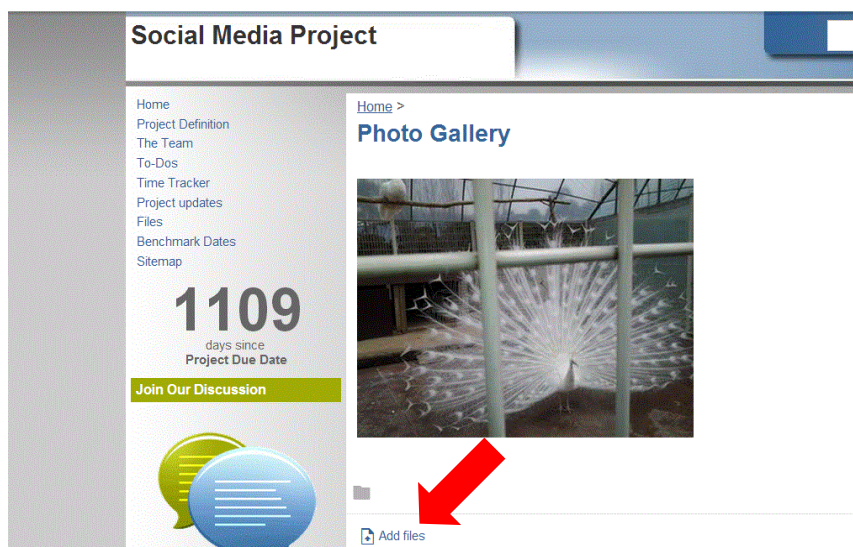 Social Media Project
Home
Project Definition
The Team
To-Dos
Time Tracker
Project updates
Files
Benchmark Dates
Sitemap
1109
days since
Project Due Date
Join Our Discussion
Home >
Photo Gallery
Add files